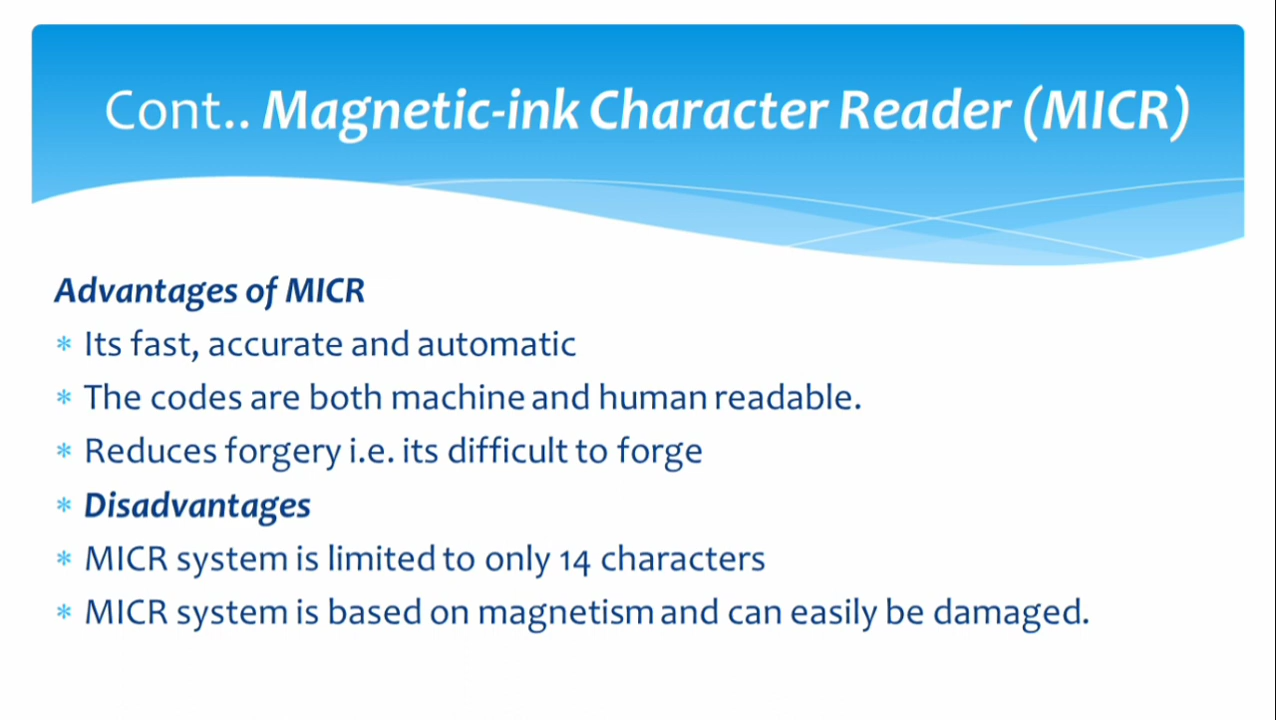 Cont.. Magnetic-ink Character Reader (MICR)
Advantages of MICR
* Its fast, accurate and automatic
* The codes are both machine and human readable.
* Reduces forgery i.e. its difficult to forge
* Disadvantages
* MICR system is limited to only 14 characters
* MICR system is based on magnetism and can easily be damaged.